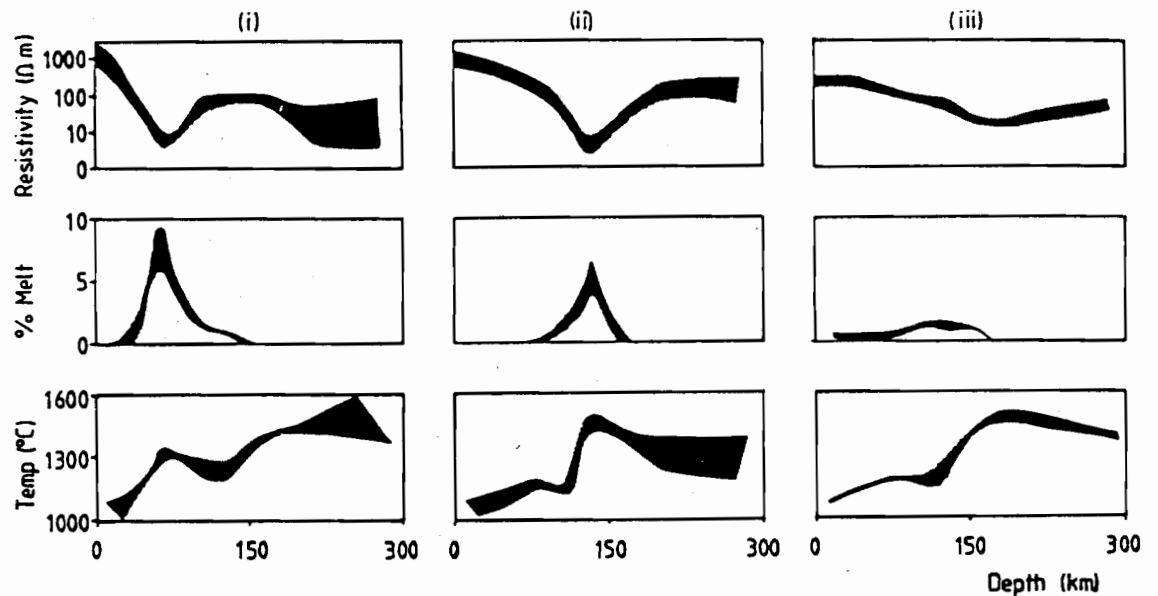 (i) (ii) (iii)
Resistivity (Ω m)
1000
100
10
0
% Melt
10
5
0
Temp (°C)
1600
1300
1000
0 150 300 0 150 300 0 150 300
Depth (km)